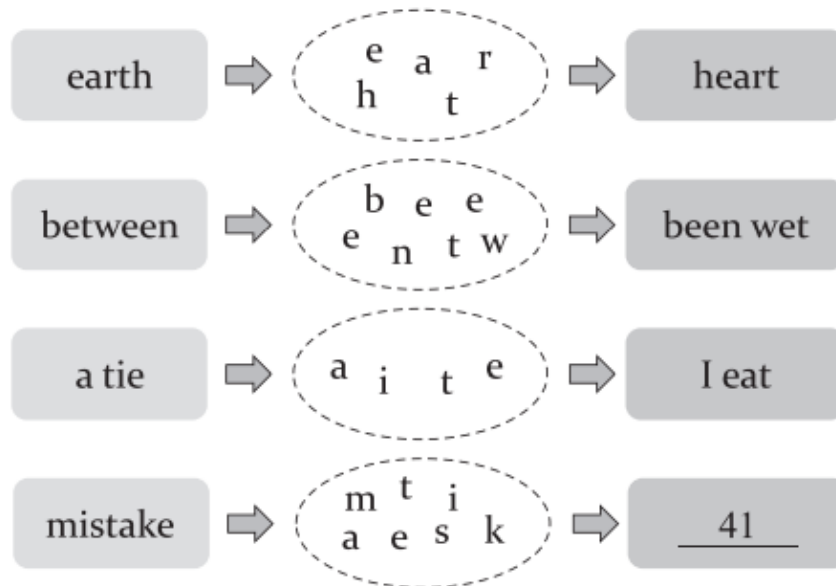 earth
e a r
h t
heart
between
b e e
e n t w
been wet
a tie
a i t e
I eat
mistake
m t i
a e s k
41